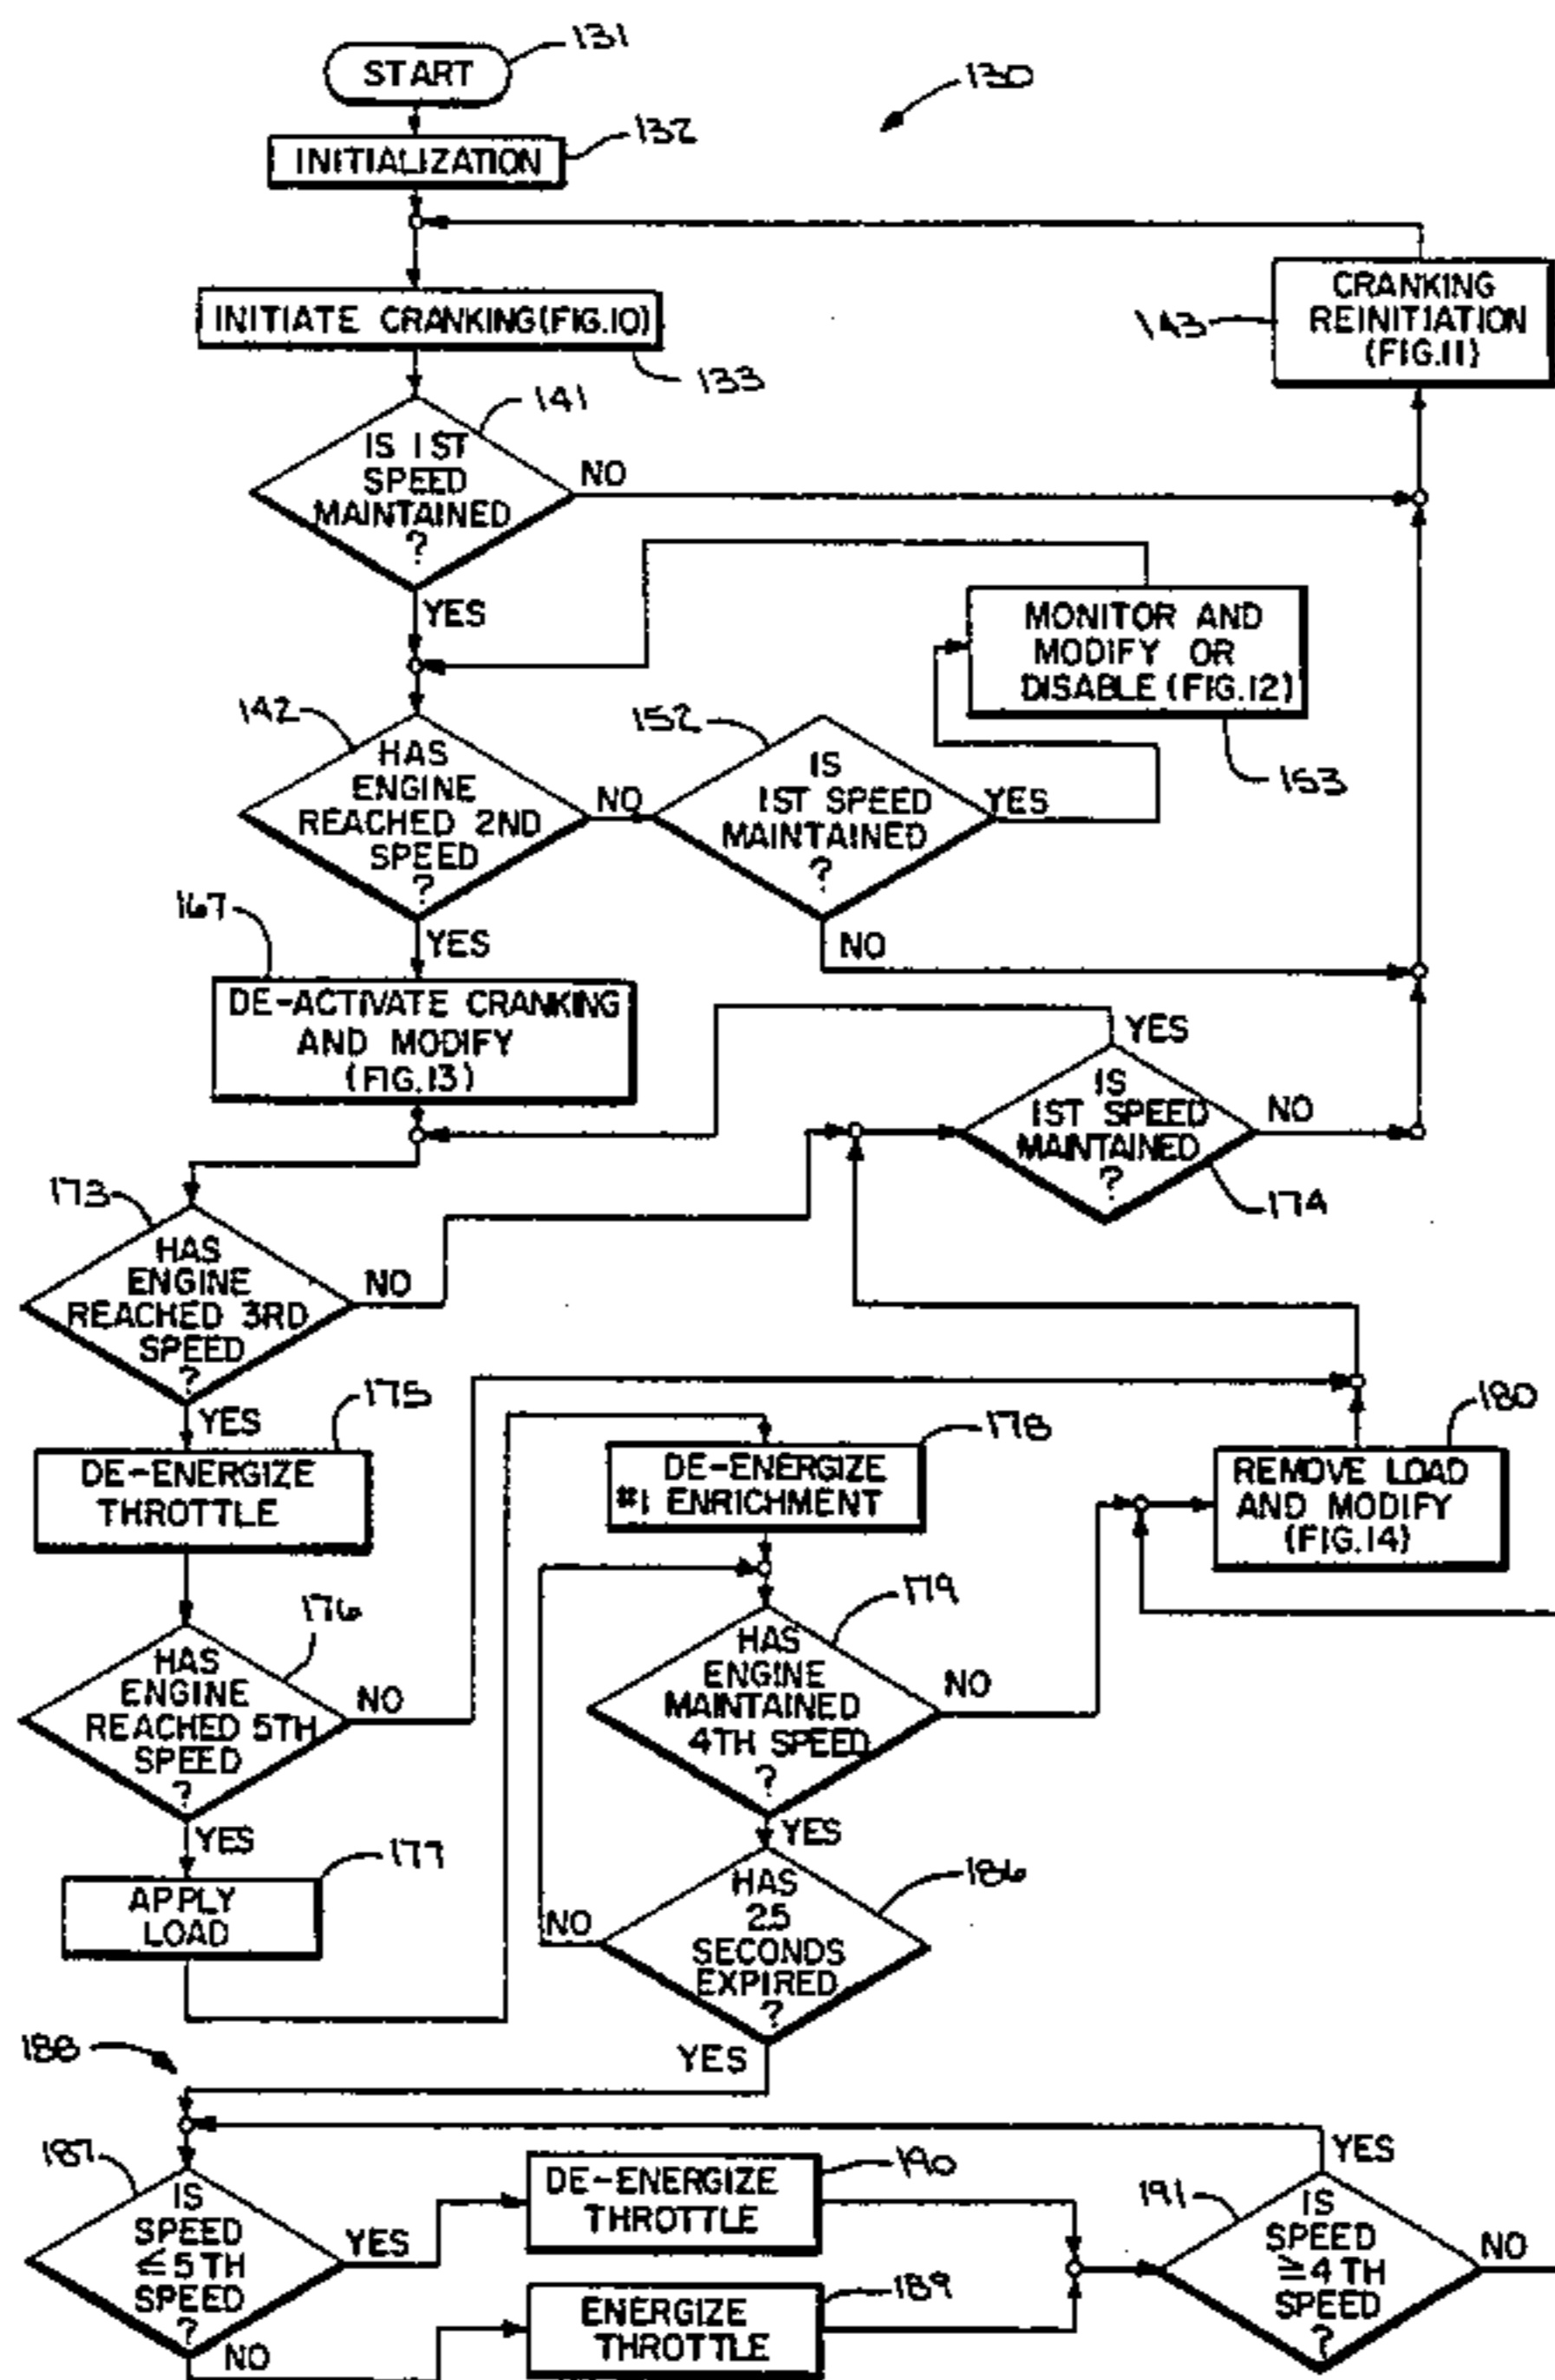 131
START
130
132
INITIALIZATION
CRANKING
REINITIATION
(FIG.11)
143
INITIATE CRANKING(FIG.10)
133
141
IS 1ST
SPEED
MAINTAINED
?
NO
YES
MONITOR AND
MODIFY OR
DISABLE (FIG.12)
153
142
HAS
ENGINE
REACHED 2ND
SPEED
?
NO
152
IS
1ST SPEED
MAINTAINED
?
YES
NO
YES
167
DE-ACTIVATE CRANKING
AND MODIFY
(FIG.13)
YES
IS
1ST SPEED
MAINTAINED
?
NO
174
173
HAS
ENGINE
REACHED 3RD
SPEED
?
NO
YES
175
DE-ENERGIZE
THROTTLE
178
DE-ENERGIZE
#1 ENRICHMENT
180
REMOVE LOAD
AND MODIFY
(FIG.14)
176
HAS
ENGINE
REACHED 5TH
SPEED
?
NO
YES
179
HAS
ENGINE
MAINTAINED
4TH SPEED
?
NO
YES
177
APPLY
LOAD
186
HAS
25
SECONDS
EXPIRED
?
NO
YES
188
187
IS
SPEED
≤5TH
SPEED
?
YES
NO
190
DE-ENERGIZE
THROTTLE
189
ENERGIZE
THROTTLE
191
YES
IS
SPEED
≥4TH
SPEED
?
NO